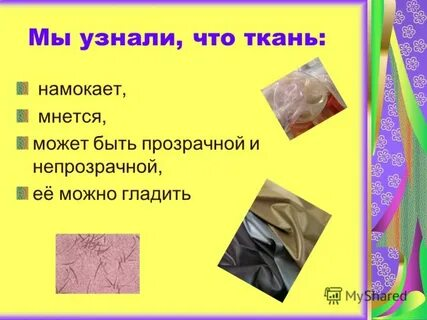 Мы узнали, что ткань:
намокает,
мнется,
может быть прозрачной и
непрозрачной,
её можно гладить
MyShared